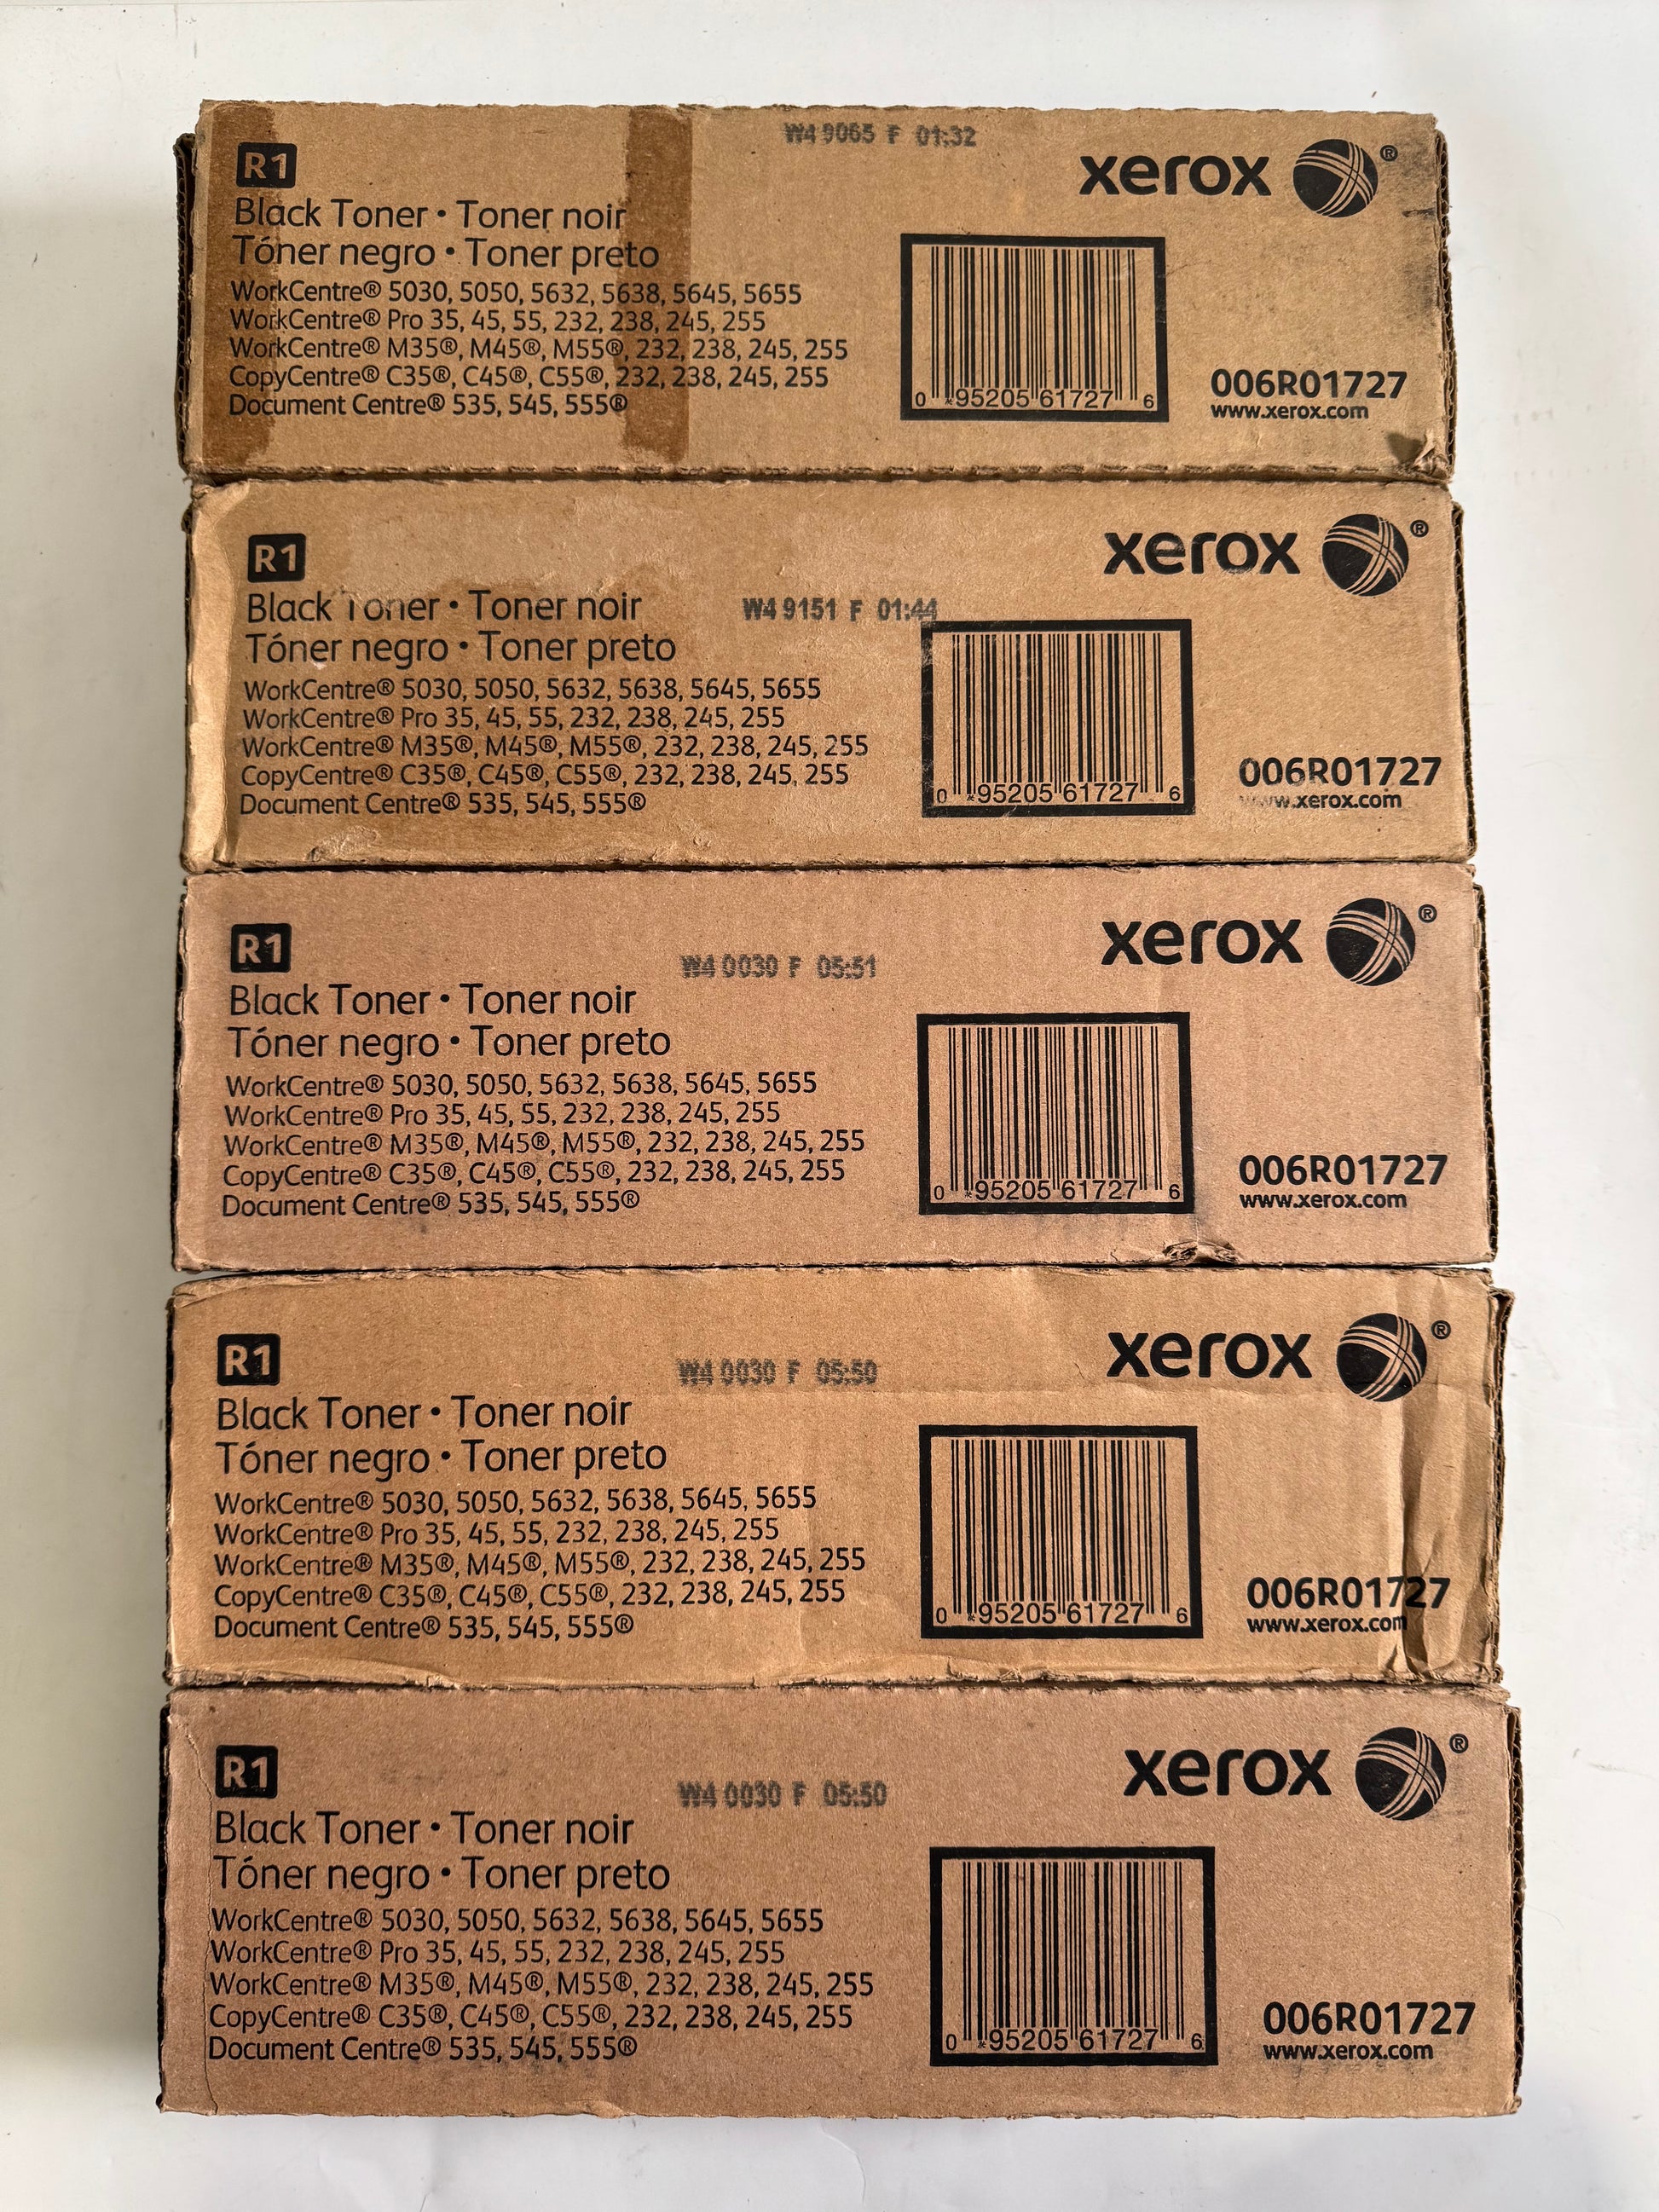 W4 9065 F 01:32
xerox ®
R1
Black Toner • Toner noir
Tóner negro • Toner preto
WorkCentre® 5030, 5050, 5632, 5638, 5645, 5655
WorkCentre® Pro 35, 45, 55, 232, 238, 245, 255
WorkCentre® M35®, M45®, M55®, 232, 238, 245, 255
CopyCentre® C35®, C45®, C55®, 232, 238, 245, 255
Document Centre® 535, 545, 555®
0 95205 61727 6
006R01727
www.xerox.com
xerox ®
R1
Black Toner • Toner noir
W4 9151 F 01:44
Tóner negro • Toner preto
WorkCentre® 5030, 5050, 5632, 5638, 5645, 5655
WorkCentre® Pro 35, 45, 55, 232, 238, 245, 255
WorkCentre® M35®, M45®, M55®, 232, 238, 245, 255
CopyCentre® C35®, C45®, C55®, 232, 238, 245, 255
Document Centre® 535, 545, 555®
0 95205 61727 6
006R01727
www.xerox.com
xerox ®
R1
W4 0030 F 05:51
Black Toner • Toner noir
Tóner negro • Toner preto
WorkCentre® 5030, 5050, 5632, 5638, 5645, 5655
WorkCentre® Pro 35, 45, 55, 232, 238, 245, 255
WorkCentre® M35®, M45®, M55®, 232, 238, 245, 255
CopyCentre® C35®, C45®, C55®, 232, 238, 245, 255
Document Centre® 535, 545, 555®
0 95205 61727 6
006R01727
www.xerox.com
xerox ®
R1
W4 0030 F 05:50
Black Toner • Toner noir
Tóner negro • Toner preto
WorkCentre® 5030, 5050, 5632, 5638, 5645, 5655
WorkCentre® Pro 35, 45, 55, 232, 238, 245, 255
WorkCentre® M35®, M45®, M55®, 232, 238, 245, 255
CopyCentre® C35®, C45®, C55®, 232, 238, 245, 255
Document Centre® 535, 545, 555®
0 95205 61727 6
006R01727
www.xerox.com
xerox ®
R1
W4 0030 F 05:50
Black Toner • Toner noir
Tóner negro • Toner preto
WorkCentre® 5030, 5050, 5632, 5638, 5645, 5655
WorkCentre® Pro 35, 45, 55, 232, 238, 245, 255
WorkCentre® M35®, M45®, M55®, 232, 238, 245, 255
CopyCentre® C35®, C45®, C55®, 232, 238, 245, 255
Document Centre® 535, 545, 555®
0 95205 61727 6
006R01727
www.xerox.com